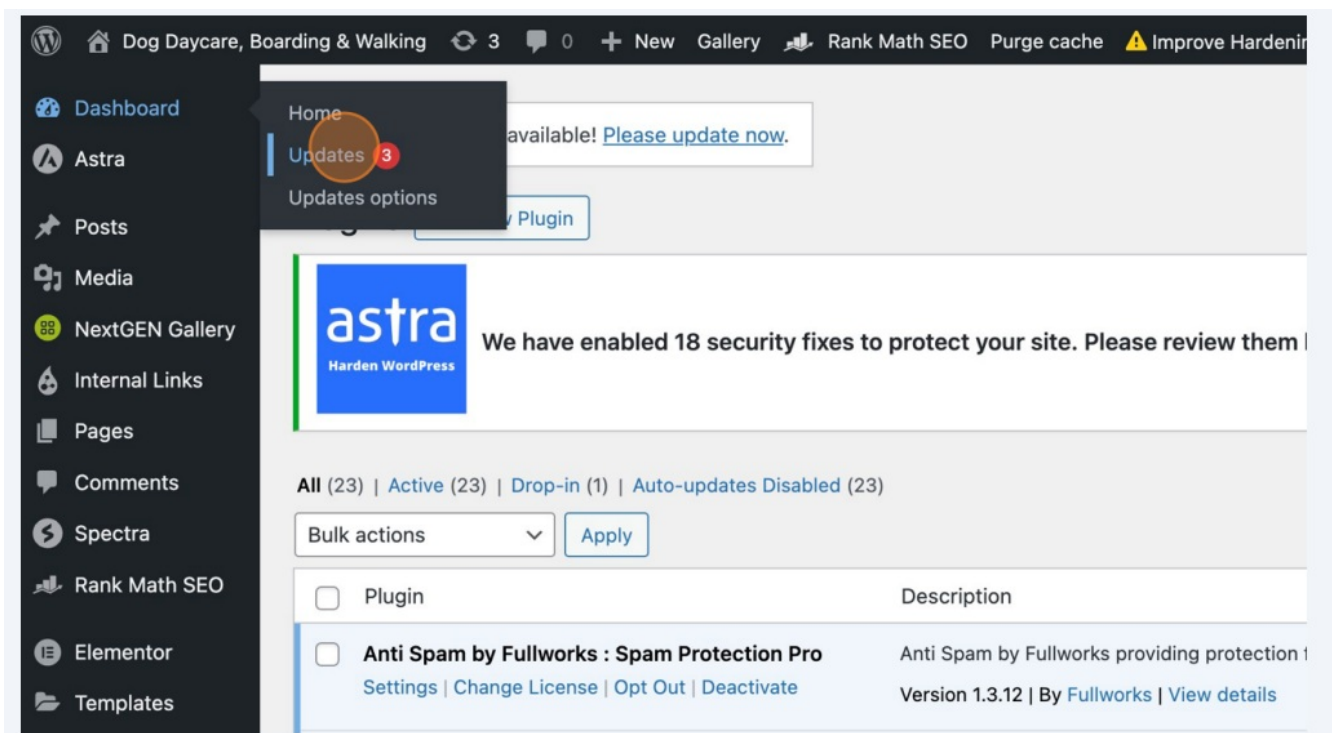 Dog Daycare, Boarding & Walking 3 0 + New Gallery Rank Math SEO Purge cache Improve
Dashboard
Home
Updates 3
Updates options
available! Please update now.
Astra
Posts
Plugin
Media
NextGEN Gallery
Internal Links
Pages
Comments
Spectra
Rank Math SEO
Elementor
Templates
astra
Harden WordPress
We have enabled 18 security fixes to protect your site. Please review them
All (23) | Active (23) | Drop-in (1) | Auto-updates Disabled (23)
Bulk actions
Apply
Plugin Description
Anti Spam by Fullworks : Spam Protection Pro
Settings | Change License | Opt Out | Deactivate
Anti Spam by Fullworks providing protection
Version 1.3.12 | By Fullworks | View details